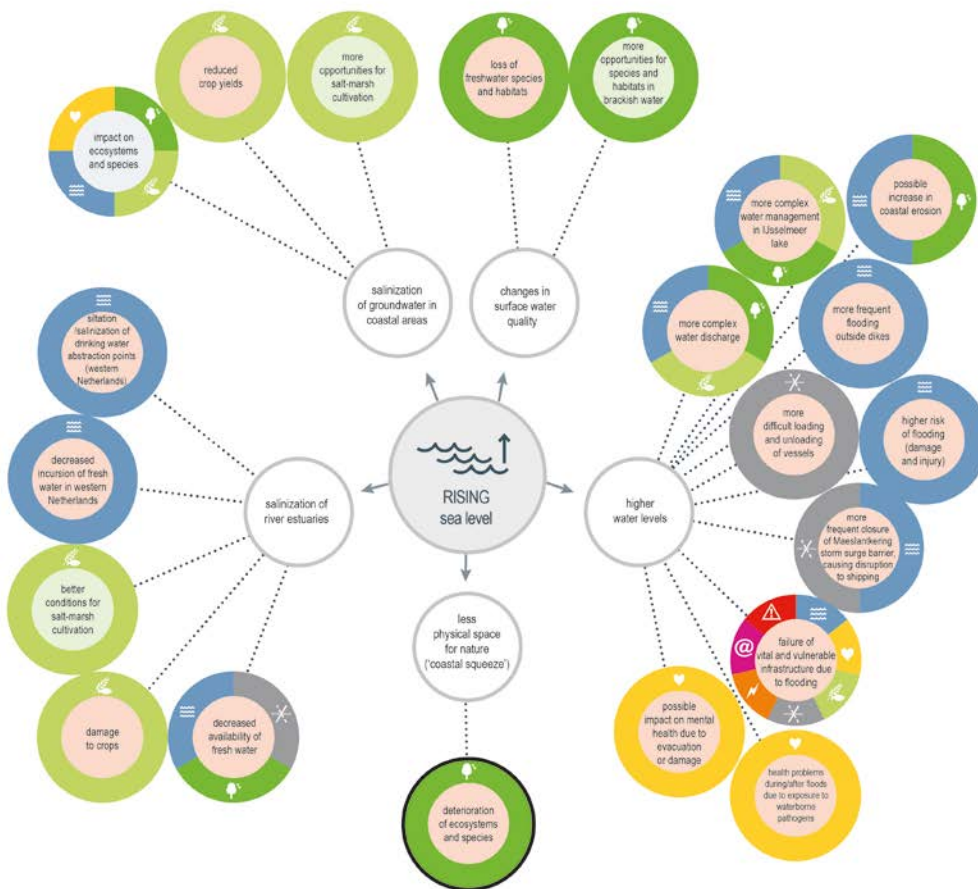 reduced
crop yields
more
opportunities for
salt-marsh
cultivation
loss of
freshwater species
and habitats
more
opportunities for
species and
habitats in
brackish water
impact on
ecosystems
and species
more complex
water management
in IJsselmeer
lake
possible
increase in
coastal erosion
salinization
of groundwater in
coastal areas
changes in
surface water
quality
more complex
water discharge
more frequent
flooding
outside dikes
siltation
/salinization of
drinking water
abstraction points
(western
Netherlands)
more
difficult loading
and unloading
of vessels
higher risk
of flooding
(damage
and injury)
decreased
incursion of fresh
water in western
Netherlands
salinization of
river estuaries
RISING
sea level
higher
water levels
more
frequent closure
of Maeslantkering
storm surge barrier,
causing disruption
to shipping
better
conditions for
salt-marsh
cultivation
less
physical space
for nature
('coastal squeeze')
@
failure of
vital and vulnerable
infrastructure due
to flooding
damage
to crops
decreased
availability of
fresh water
possible
impact on mental
health due to
evacuation
or damage
health problems
during/after floods
due to exposure to
waterborne
pathogens
deterioration
of ecosystems
and species